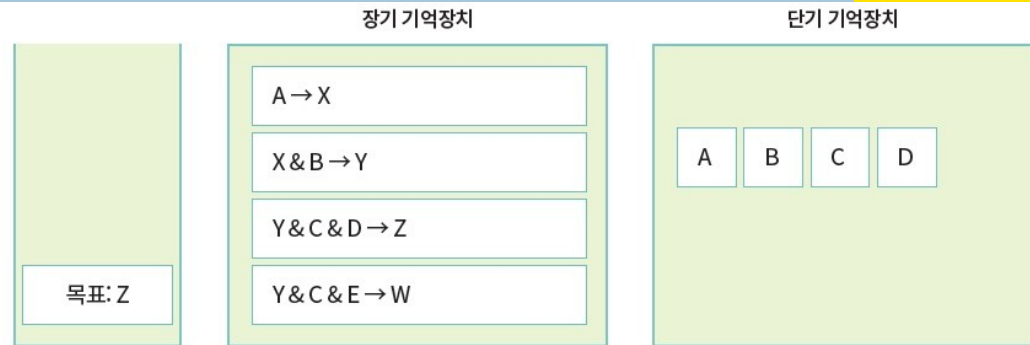 장기 기억장치
단기 기억장치
A → X
X & B → Y
Y & C & D → Z
Y & C & E → W
목표: Z
A B C D